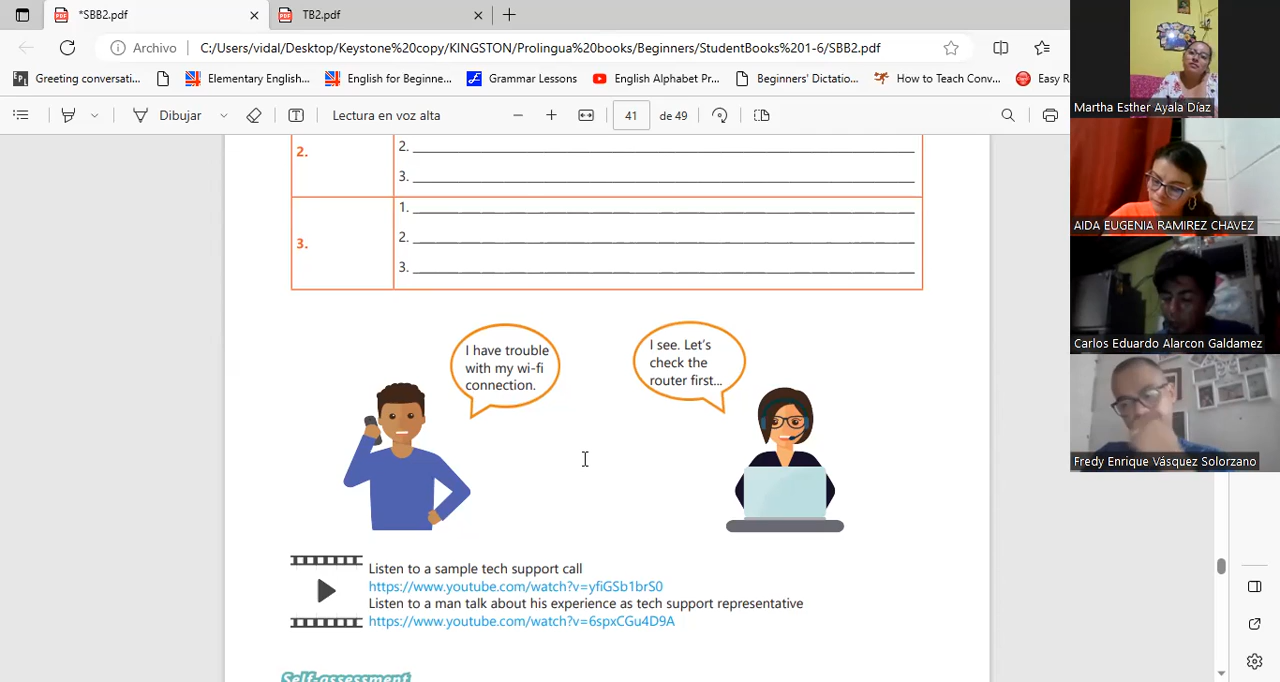 *SBB2.pdf
TB2.pdf
Archivo
C:/Users/vidal/Desktop/Keystone%20copy/KINGSTON/Prolingua%20books/Beginners/StudentBooks%201-6/SBB2.pdf
Greeting conversati...
Elementary English...
English for Beginne...
Grammar Lessons
English Alphabet Pr...
Beginners' Dictatio...
How to Teach Conv...
Easy R
Dibujar
Lectura en voz alta
41
de 49
2.
2.
3.
3.
1.
2.
3.
I have trouble
with my wi-fi
connection.
I see. Let's
check the
router first...
Listen to a sample tech support call
https://www.youtube.com/watch?v=yfiGSb1brS0
Listen to a man talk about his experience as tech support representative
https://www.youtube.com/watch?v=6spxCGu4D9A
Self-assessment
Martha Esther Ayala Díaz
AIDA EUGENIA RAMIREZ CHAVEZ
Carlos Eduardo Alarcon Galdamez
Fredy Enrique Vásquez Solorzano